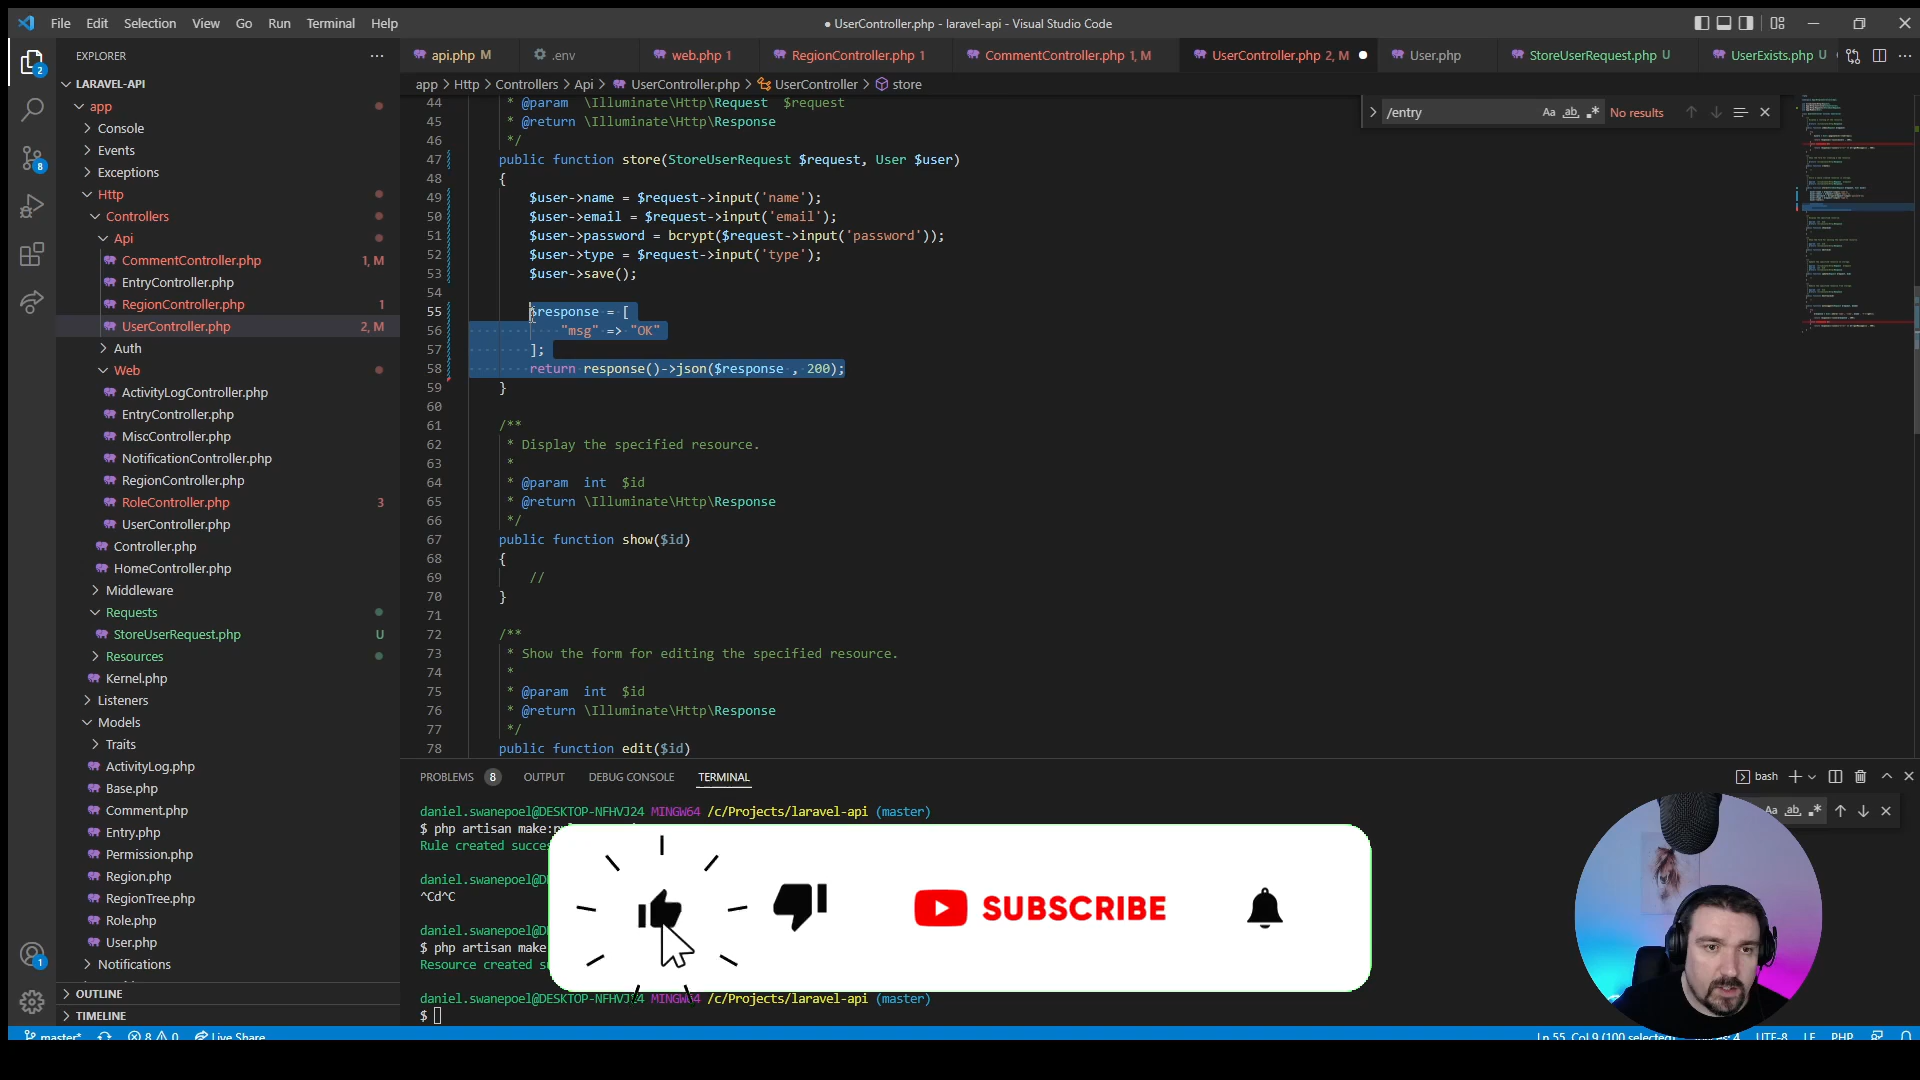 File Edit Selection View Go Run Terminal Help
● UserController.php - laravel-api - Visual Studio Code
EXPLORER
api.php M
.env
web.php 1
RegionController.php 1
CommentController.php 1, M
UserController.php 2, M
User.php
StoreUserRequest.php U
UserExists.php U
app > Http > Controllers > Api > UserController.php > UserController > store
/entry
No results
LARAVEL-API
app
Console
Events
Exceptions
Http
Controllers
Api
CommentController.php 1, M
EntryController.php
RegionController.php 1
UserController.php 2, M
Auth
Web
ActivityLogController.php
EntryController.php
MiscController.php
NotificationController.php
RegionController.php
RoleController.php 3
UserController.php
Controller.php
HomeController.php
Middleware
Requests
StoreUserRequest.php U
Resources
Kernel.php
Listeners
Models
Traits
ActivityLog.php
Base.php
Comment.php
Entry.php
Permission.php
Region.php
RegionTree.php
Role.php
User.php
Notifications
OUTLINE
TIMELINE
44 * @param \Illuminate\Http\Request $request
45 * @return \Illuminate\Http\Response
46 */
47 public function store(StoreUserRequest $request, User $user)
48 {
49 $user->name = $request->input('name');
50 $user->email = $request->input('email');
51 $user->password = bcrypt($request->input('password'));
52 $user->type = $request->input('type');
53 $user->save();
54
55 $response = [
56 "msg" => "OK"
57 ];
58 return response()->json($response , 200);
59 }
60
61 /**
62 * Display the specified resource.
63 *
64 * @param int $id
65 * @return \Illuminate\Http\Response
66 */
67 public function show($id)
68 {
69 //
70 }
71
72 /**
73 * Show the form for editing the specified resource.
74 *
75 * @param int $id
76 * @return \Illuminate\Http\Response
77 */
78 public function edit($id)
PROBLEMS 8 OUTPUT DEBUG CONSOLE TERMINAL
bash
daniel.swanepoel@DESKTOP-NFHVJ24 MINGW64 /c/Projects/laravel-api (master)
$ php artisan make:
Rule created
daniel.swanepoel@
^Cd^C
daniel.swanepoel@
$ php artisan make
Resource created
daniel.swanepoel@DESKTOP-NFHVJ24 MINGW64 /c/Projects/laravel-api (master)
$
SUBSCRIBE
master*
8 0
Live Share
Ln 55, Col 9 (100 selected)
UTF-8
LF
PHP